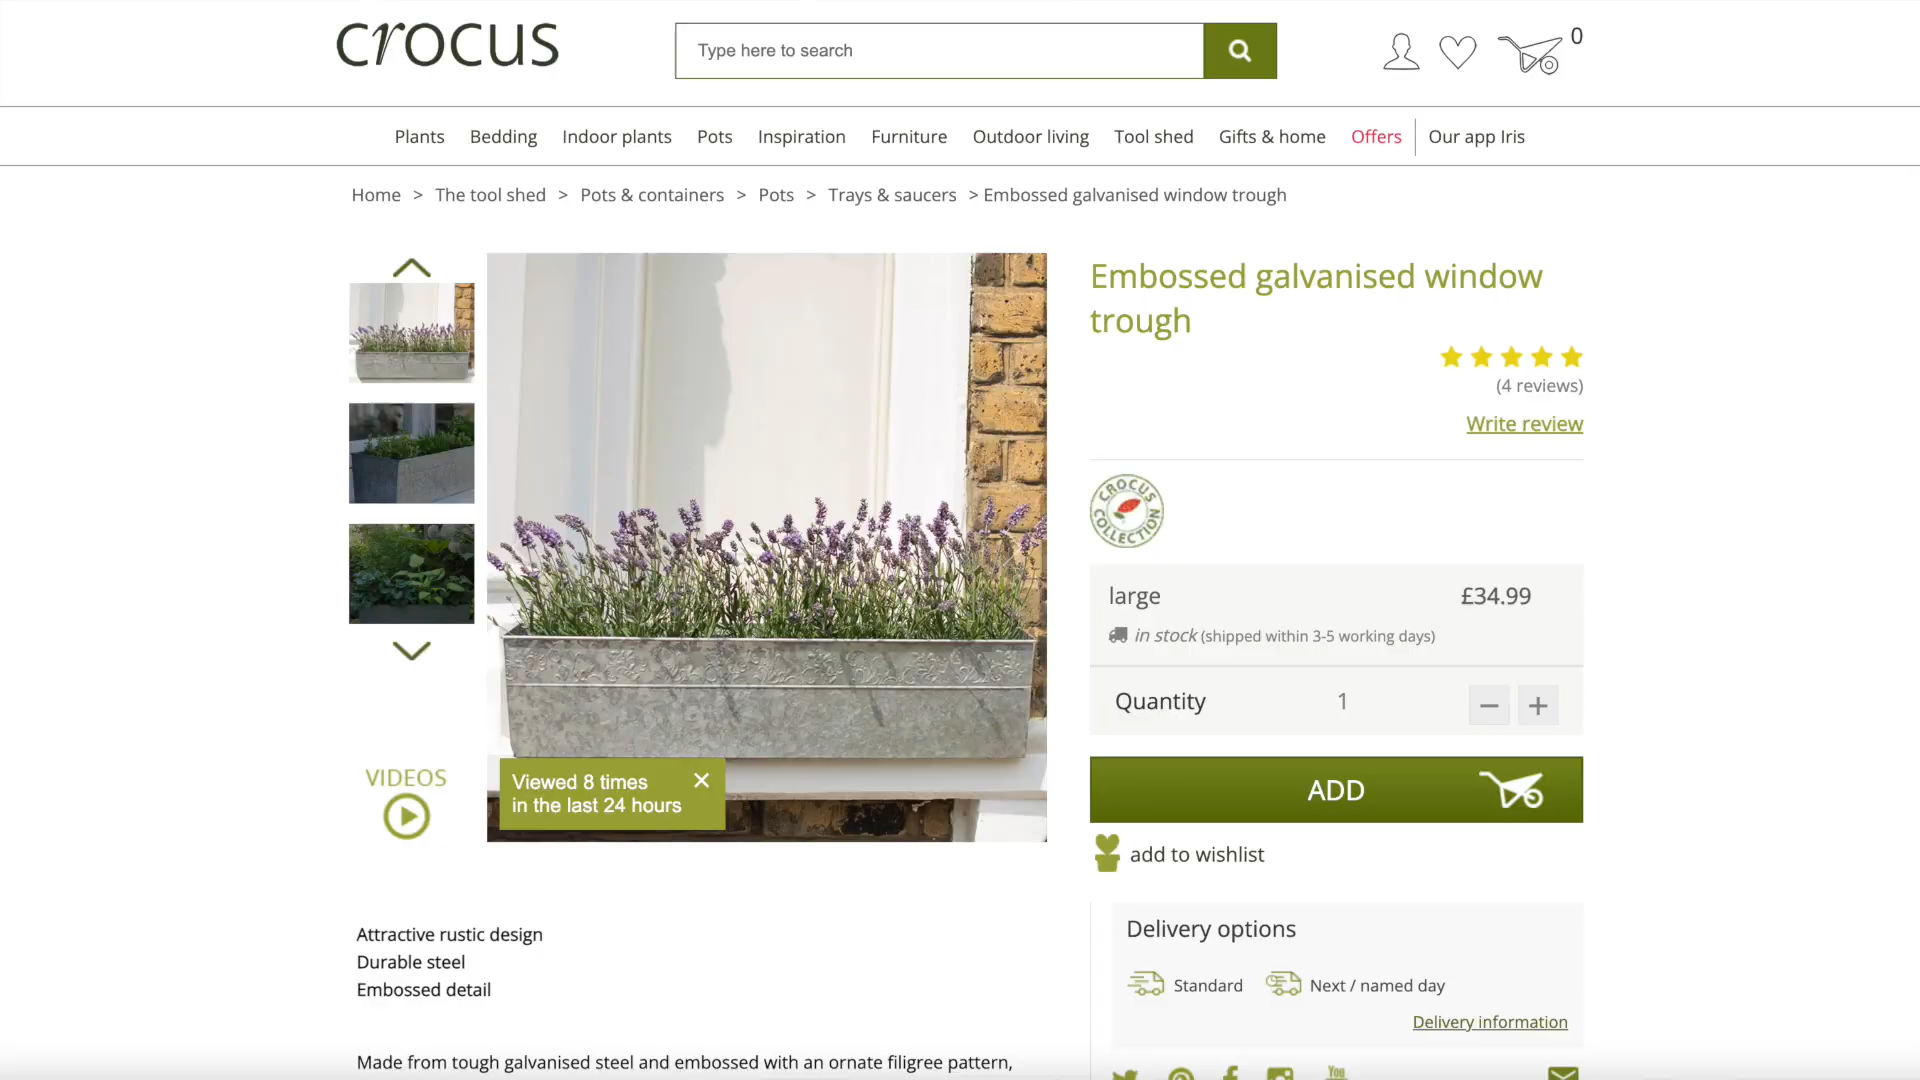 crocus
Type here to search
0
Plants Bedding Indoor plants Pots Inspiration Furniture Outdoor living Tool shed Gifts & home Offers Our app Iris
Home > The tool shed > Pots & containers > Pots > Trays & saucers > Embossed galvanised window trough
Embossed galvanised window
trough
(4 reviews)
Write review
CROCUS
COLLECTION
large £34.99
in stock (shipped within 3-5 working days)
Quantity 1
VIDEOS
Viewed 8 times
in the last 24 hours
ADD
add to wishlist
Attractive rustic design
Durable steel
Embossed detail
Delivery options
Standard Next / named day
Delivery information
Made from tough galvanised steel and embossed with an ornate filigree pattern,
You